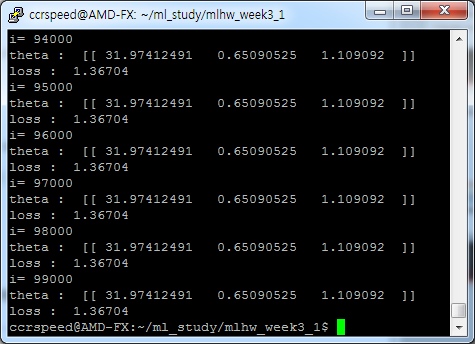 ccrspeed@AMD-FX: ~/ml_study/mlhw_week3_1
i= 94000
theta :  [[ 31.97412491   0.65090525   1.109092  ]]
loss :  1.36704
i= 95000
theta :  [[ 31.97412491   0.65090525   1.109092  ]]
loss :  1.36704
i= 96000
theta :  [[ 31.97412491   0.65090525   1.109092  ]]
loss :  1.36704
i= 97000
theta :  [[ 31.97412491   0.65090525   1.109092  ]]
loss :  1.36704
i= 98000
theta :  [[ 31.97412491   0.65090525   1.109092  ]]
loss :  1.36704
i= 99000
theta :  [[ 31.97412491   0.65090525   1.109092  ]]
loss :  1.36704
ccrspeed@AMD-FX:~/ml_study/mlhw_week3_1$